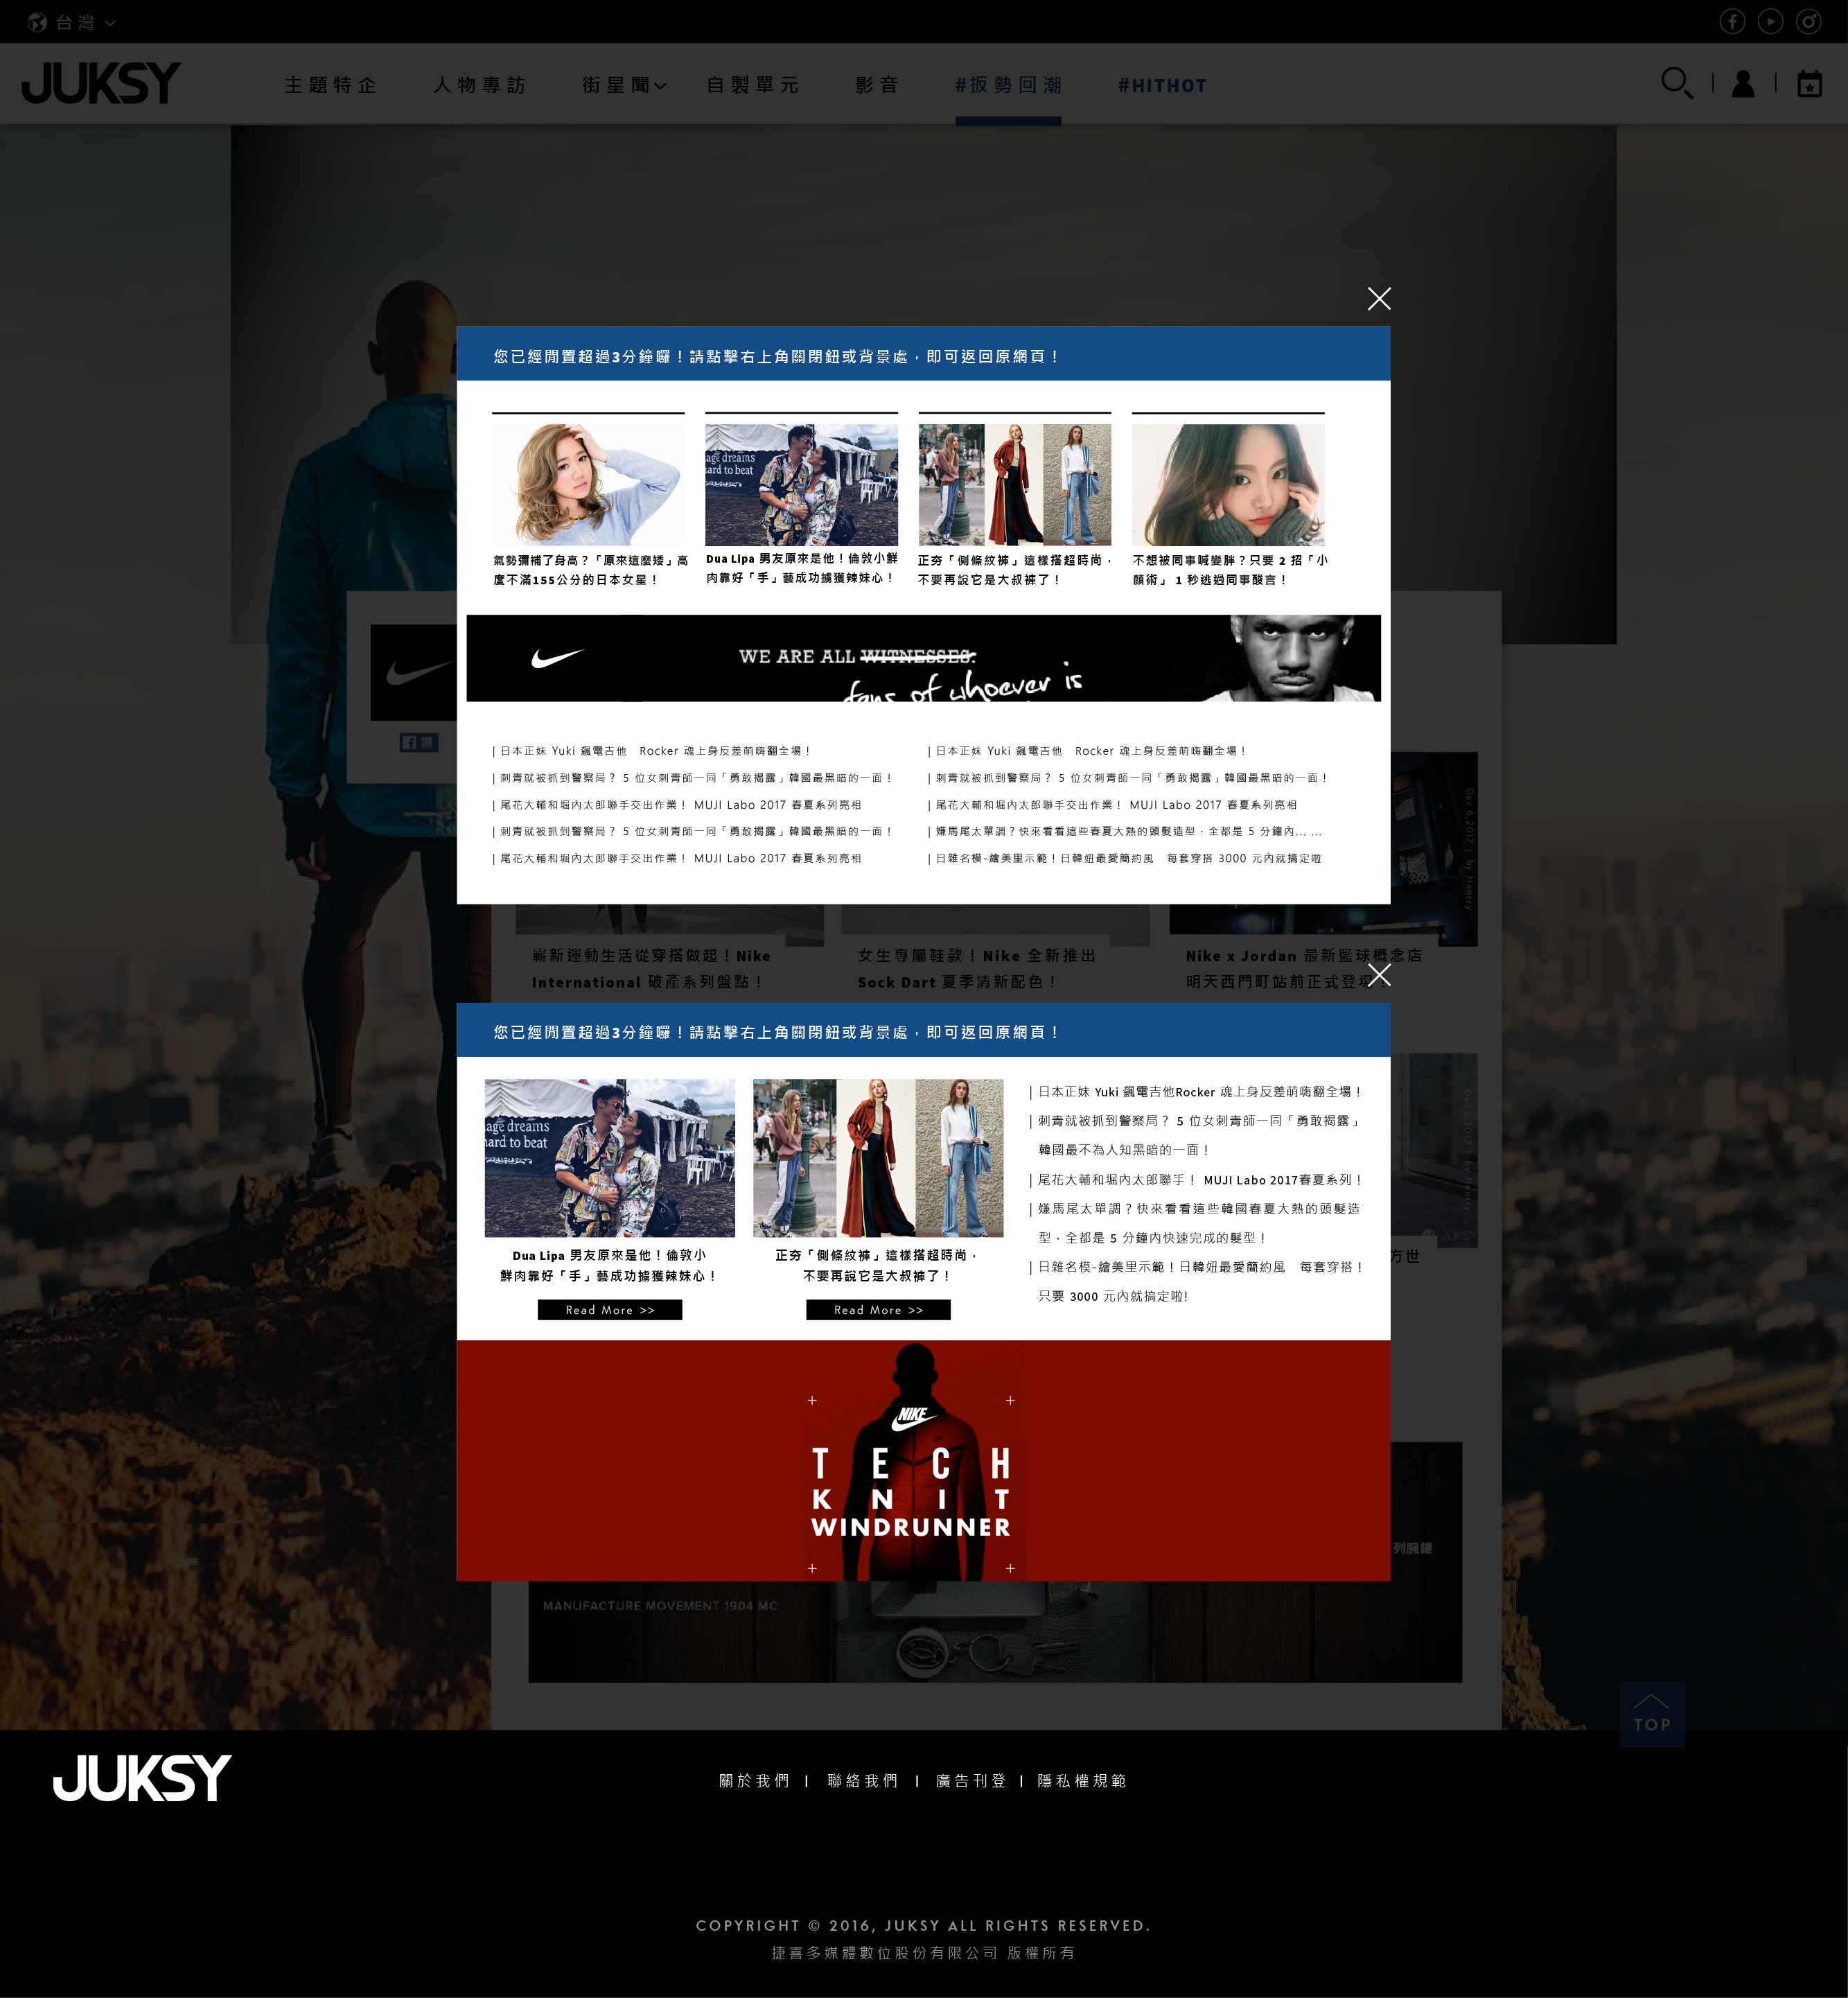 台灣
JUKSY
主題特企 人物專訪 街星聞 自製單元 影音 #扳勢回潮 #HITHOT
您已經閒置超過3分鐘囉！請點擊右上角關閉鈕或背景處，即可返回原網頁！
age dreams
hard to beat
氣勢彌補了身高？「原來這麼矮」高
度不滿155公分的日本女星！
Dua Lipa 男友原來是他！倫敦小鮮
肉靠好「手」藝成功擄獲辣妹心！
正夯「側條紋褲」這樣搭超時尚，
不要再說它是大叔褲了！
不想被同事喊變胖？只要 2 招「小
顏術」 1 秒逃過同事酸言！
WE ARE ALL WITNESSES.
fans of whoever is
讚
| 日本正妹 Yuki 飆電吉他 Rocker 魂上身反差萌嗨翻全場！
| 刺青就被抓到警察局？ 5 位女刺青師一同「勇敢揭露」韓國最黑暗的一面！
| 尾花大輔和堀內太郎聯手交出作業！ MUJI Labo 2017 春夏系列亮相
| 刺青就被抓到警察局？ 5 位女刺青師一同「勇敢揭露」韓國最黑暗的一面！
| 尾花大輔和堀內太郎聯手交出作業！ MUJI Labo 2017 春夏系列亮相
| 日本正妹 Yuki 飆電吉他 Rocker 魂上身反差萌嗨翻全場！
| 刺青就被抓到警察局？ 5 位女刺青師一同「勇敢揭露」韓國最黑暗的一面！
| 尾花大輔和堀內太郎聯手交出作業！ MUJI Labo 2017 春夏系列亮相
| 嫌馬尾太單調？快來看看這些春夏大熱的頭髮造型，全都是 5 分鐘內... ...
| 日雜名模-繪美里示範！日韓妞最愛簡約風 每套穿搭 3000 元內就搞定啦
Dec 6.2017 | by Henrry
嶄新運動生活從穿搭做起！Nike
International 破產系列盤點！
女生專屬鞋款！Nike 全新推出
Sock Dart 夏季清新配色！
Nike x Jordan 最新籃球概念店
明天西門町站前正式登場！
您已經閒置超過3分鐘囉！請點擊右上角關閉鈕或背景處，即可返回原網頁！
age dreams
hard to beat
Dua Lipa 男友原來是他！倫敦小
鮮肉靠好「手」藝成功擄獲辣妹心！
Read More >>
正夯「側條紋褲」這樣搭超時尚，
不要再說它是大叔褲了！
Read More >>
| 日本正妹 Yuki 飆電吉他Rocker 魂上身反差萌嗨翻全場！
| 刺青就被抓到警察局？ 5 位女刺青師一同「勇敢揭露」
韓國最不為人知黑暗的一面！
| 尾花大輔和堀內太郎聯手！ MUJI Labo 2017春夏系列！
| 嫌馬尾太單調？快來看看這些韓國春夏大熱的頭髮造
型，全都是 5 分鐘內快速完成的髮型！
| 日雜名模-繪美里示範！日韓妞最愛簡約風 每套穿搭！
只要 3000 元內就搞定啦!
Dec 6.2017 | by Henrry
JUKSY
方世
NIKE
TECH
KNIT
WINDRUNNER
列腕錶
MANUFACTURE MOVEMENT 1904 MC
TOP
JUKSY
關於我們 | 聯絡我們 | 廣告刊登 | 隱私權規範
COPYRIGHT © 2016, JUKSY ALL RIGHTS RESERVED.
捷喜多媒體數位股份有限公司 版權所有